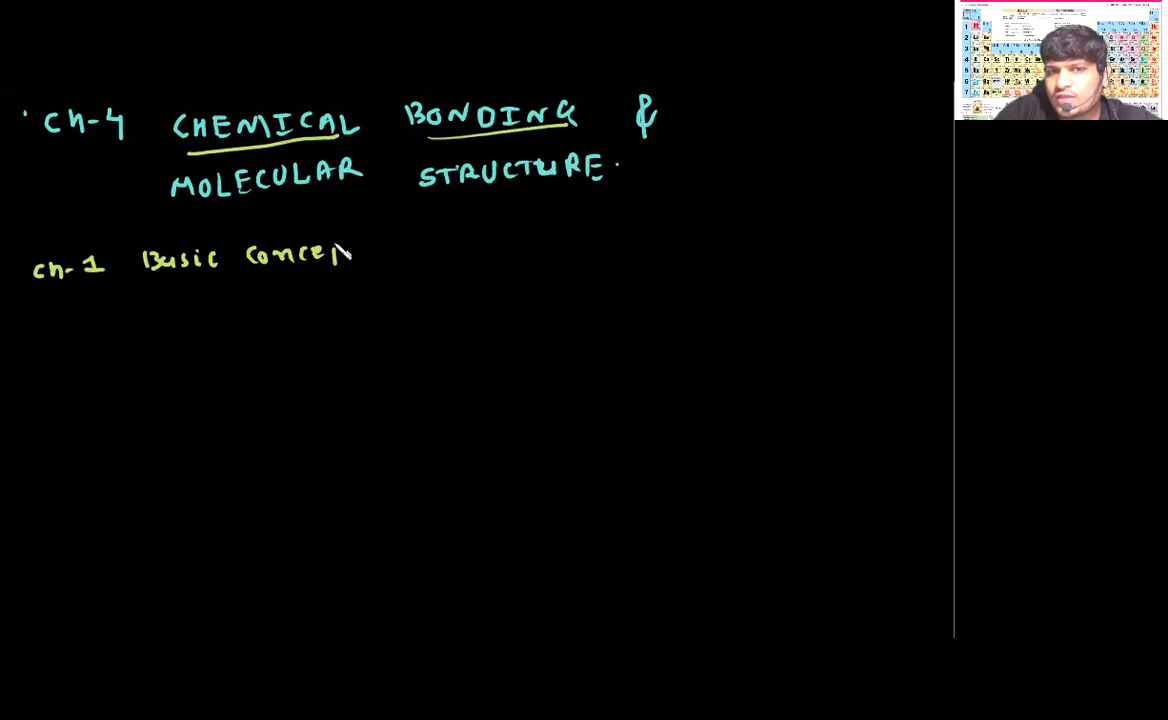 Ch-4 CHEMICAL BONDING &
MOLECULAR STRUCTURE.
Ch-1 Basic Concep